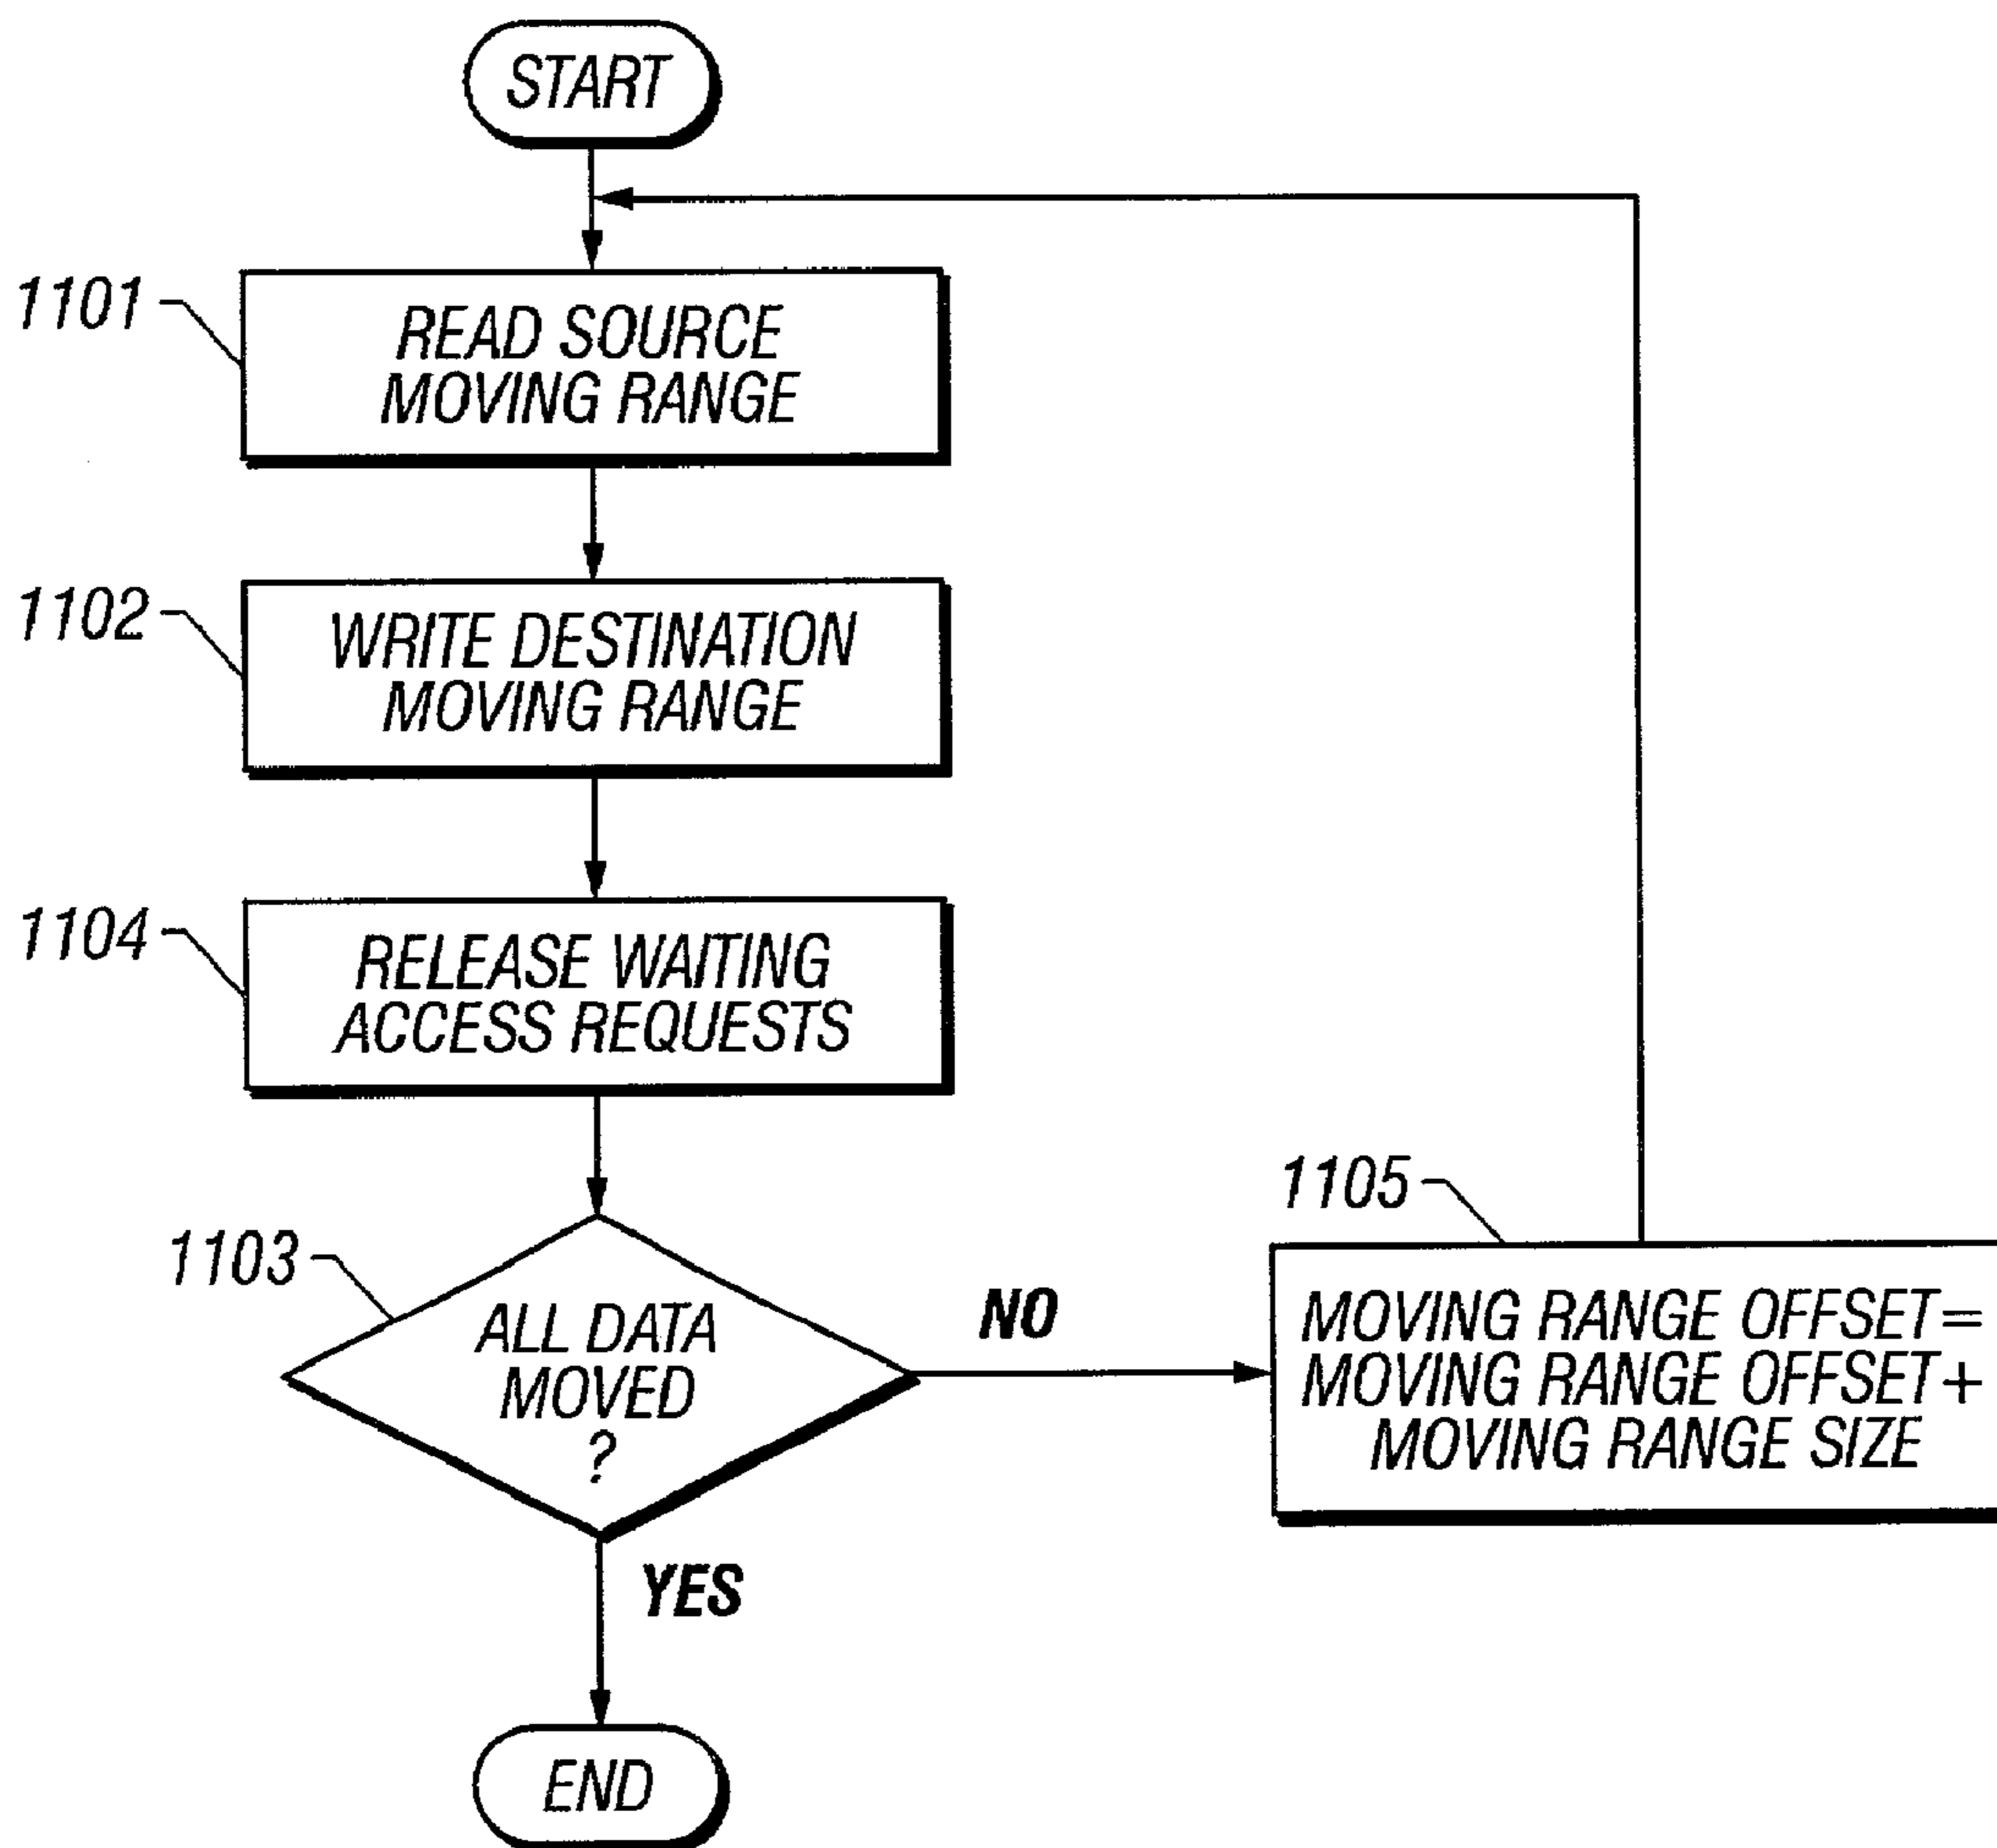 START
1101
READ SOURCE
MOVING RANGE
1102
WRITE DESTINATION
MOVING RANGE
1104
RELEASE WAITING
ACCESS REQUESTS
1103
ALL DATA
MOVED
?
NO
1105
MOVING RANGE OFFSET=
MOVING RANGE OFFSET+
MOVING RANGE SIZE
YES
END